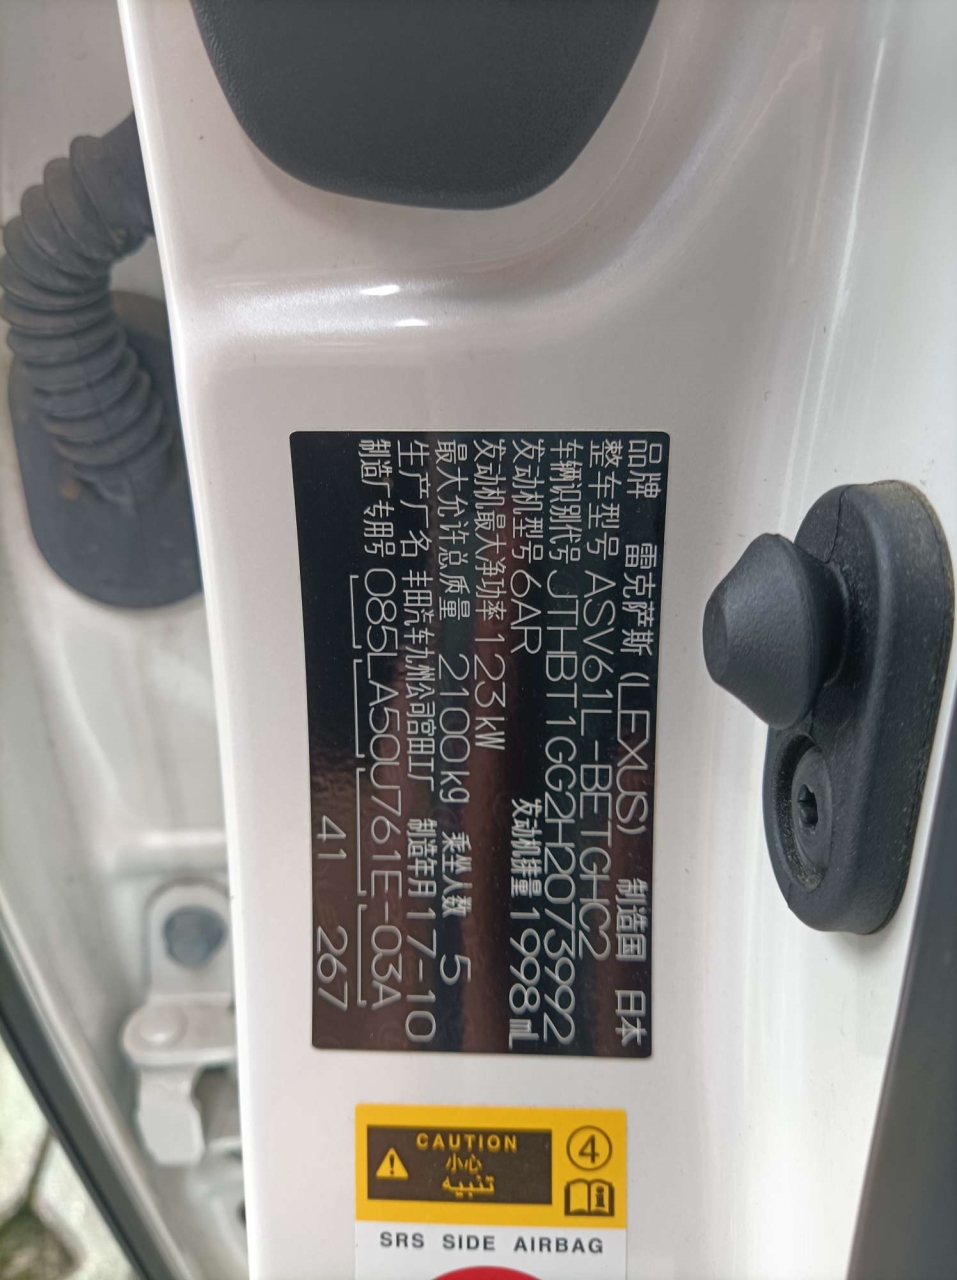 品牌 雷克萨斯 (LEXUS) 制造国 日本
整车型号 ASV61L-BETGHC2
车辆识别代号 JTHBT1GG2H2073992
发动机型号 6AR 发动机排量 1998mL
发动机最大净功率 123kW
最大允许总质量 2100kg 乘坐人数 5
生产厂名 丰田汽车九州公司宫田工厂 制造年月 17-10
制造厂专用号 085LA50U761E-03A
41 267
CAUTION
小心
تنبيه
4
SRS SIDE AIRBAG